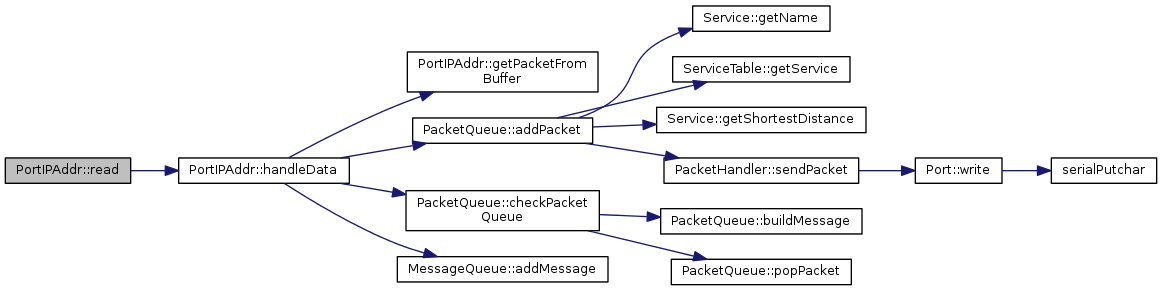 Service::getName
PortIPAddr::getPacketFrom
Buffer
ServiceTable::getService
Service::getShortestDistance
PacketQueue::addPacket
PortIPAddr::read
PortIPAddr::handleData
PacketHandler::sendPacket
Port::write
serialPutchar
PacketQueue::checkPacket
Queue
PacketQueue::buildMessage
MessageQueue::addMessage
PacketQueue::popPacket